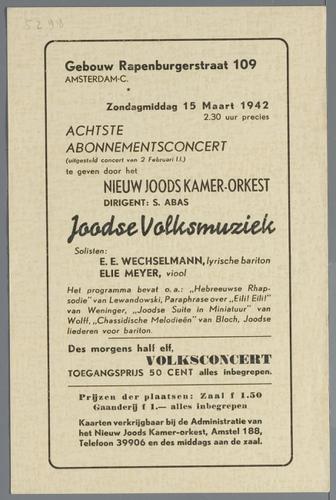 5298
Gebouw Rapenburgerstraat 109
AMSTERDAM-C.
*
Zondagmiddag 15 Maart 1942
2.30 uur precies
ACHTSTE
ABONNEMENTSCONCERT
(uitgesteld concert van 2 Februari l.l.)
te geven door het
NIEUW JOODS KAMER-ORKEST
DIRIGENT: S. ABAS
Joodse Volksmuziek
Solisten:
E. E. WECHSELMANN, lyrische bariton
ELIE MEYER, viool
Het programma bevat o.a.: „Hebreeuwse Rhap-
sodie" van Lewandowski, Paraphrase over „Eili! Eili!"
van Weninger, „Joodse Suite in Miniatuur" van
Wolff, „Chassidische Melodieën" van Bloch, Joodse
liederen voor bariton.
Des morgens half elf,
VOLKSCONCERT
TOEGANGSPRIJS 50 CENT alles inbegrepen.
Prijzen der plaatsen: Zaal f 1.50
Gaanderij f 1.— alles inbegrepen
Kaarten verkrijgbaar bij de Administratie van
het Nieuw Joods Kamer-orkest, Amstel 188,
Telefoon 39906 en des middags aan de zaal.